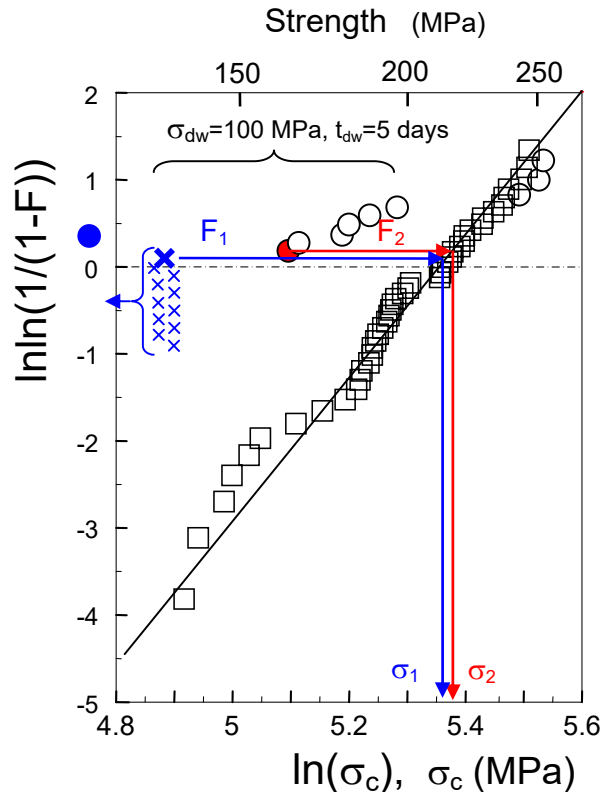 Strength (MPa)
150 200 250
2
1
0
-1
-2
-3
-4
-5
lnln(1/(1-F))
σdw=100 MPa, tdw=5 days
F1
F2
σ1
σ2
4.8 5 5.2 5.4 5.6
ln(σc), σc (MPa)